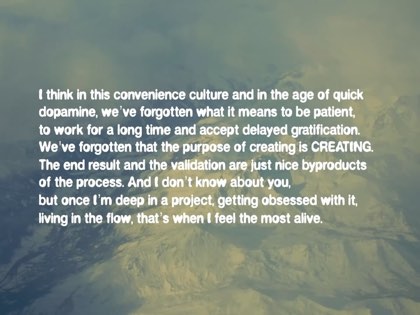 I think in this convenience culture and in the age of quick
dopamine, we've forgotten what it means to be patient,
to work for a long time and accept delayed gratification.
We've forgotten that the purpose of creating is CREATING.
The end result and the validation are just nice byproducts
of the process. And I don't know about you,
but once I'm deep in a project, getting obsessed with it,
living in the flow, that's when I feel the most alive.